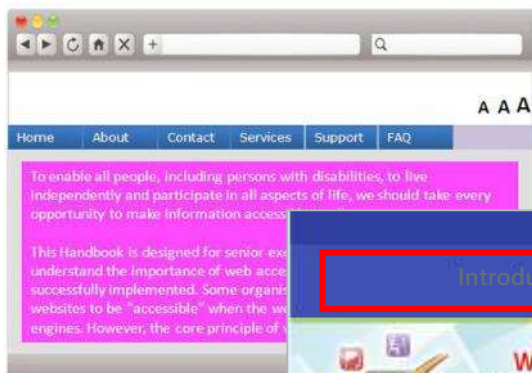 A A A
Home About Contact Services Support FAQ
To enable all people, including persons with disabilities, to live
independently and participate in all aspects of life, we should take every
opportunity to make information access
This Handbook is designed for senior exe
understand the importance of web acce
successfully implemented. Some organis
websites to be "accessible" when the we
engines. However, the core principle of
Introdu
W